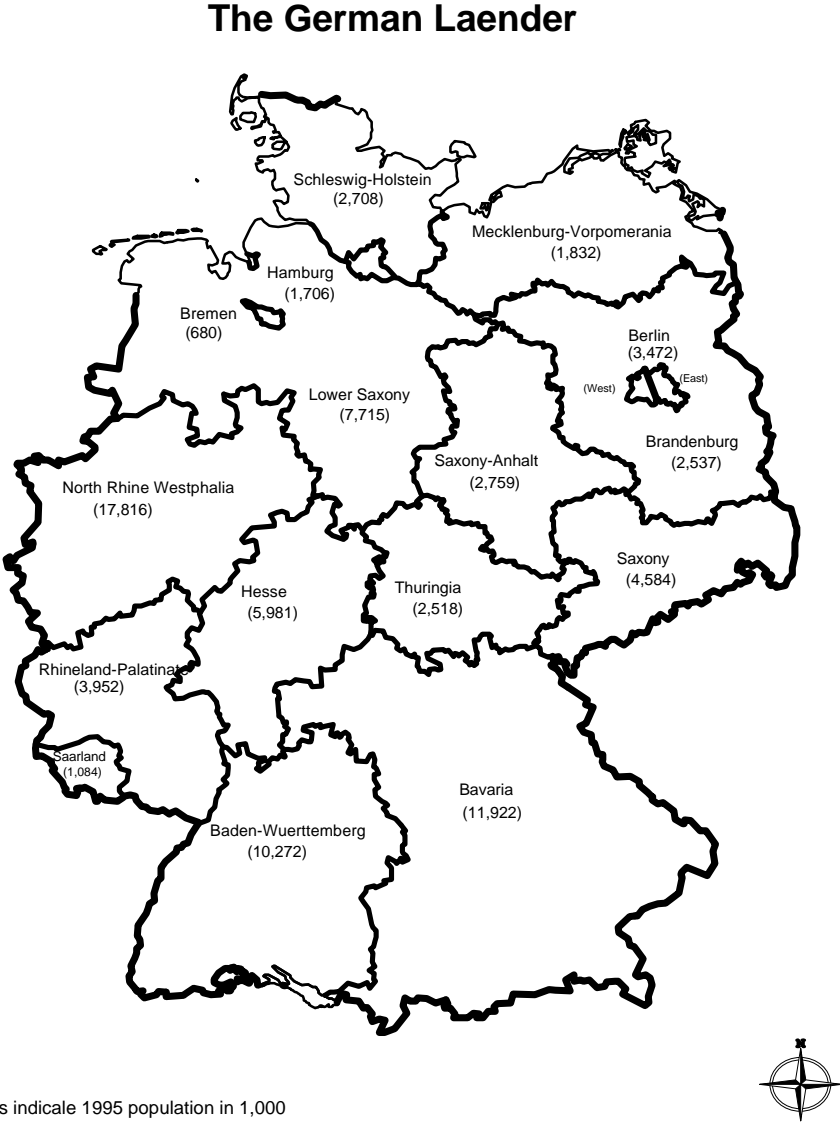 The German Laender
Schleswig-Holstein
(2,708)
Mecklenburg-Vorpomerania
(1,832)
Hamburg
(1,706)
Bremen
(680)
Berlin
(3,472)
(West)
(East)
Lower Saxony
(7,715)
Brandenburg
(2,537)
Saxony-Anhalt
(2,759)
North Rhine Westphalia
(17,816)
Saxony
(4,584)
Hesse
(5,981)
Thuringia
(2,518)
Rhineland-Palatinate
(3,952)
Saarland
(1,084)
Bavaria
(11,922)
Baden-Wuerttemberg
(10,272)
N
s indicale 1995 population in 1,000